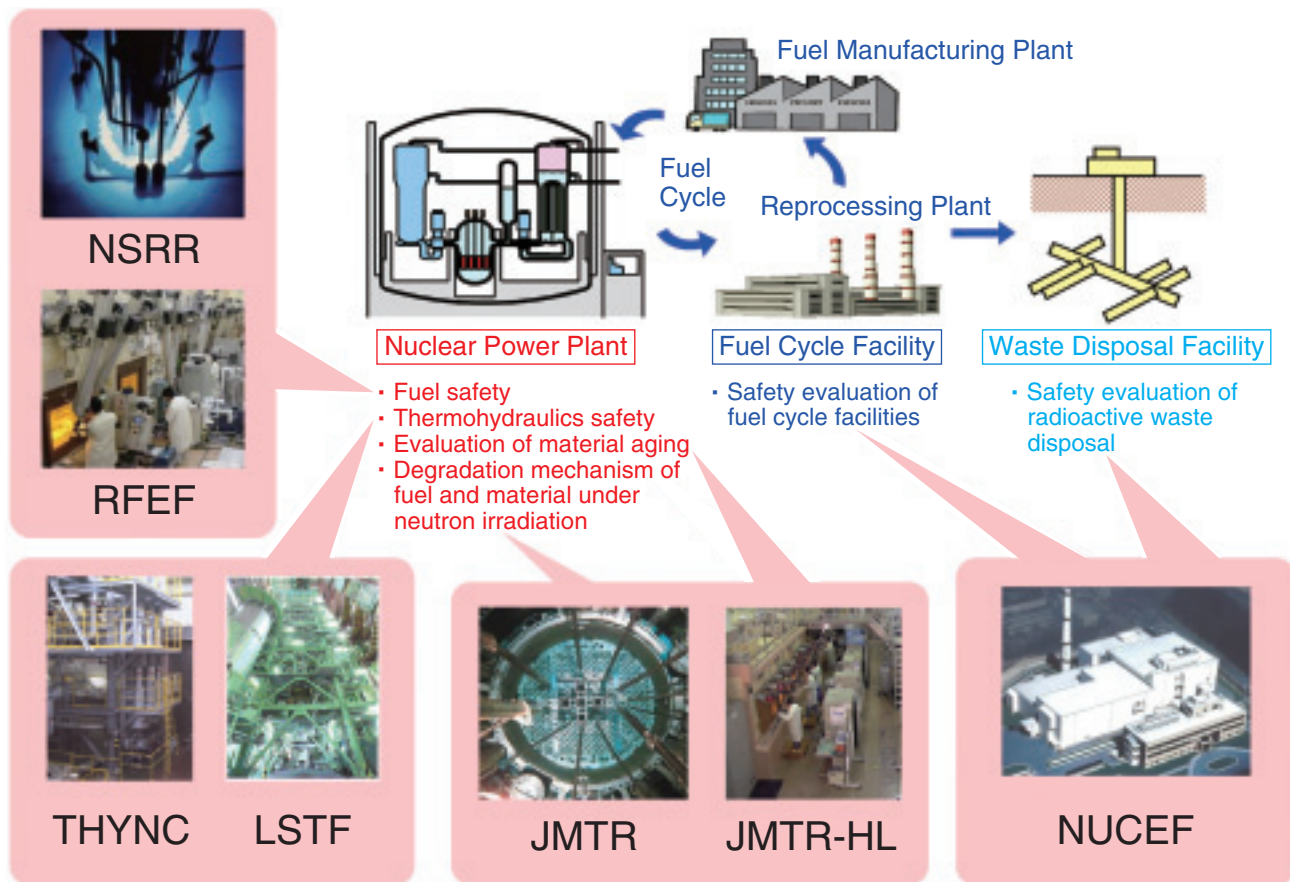 Fuel Manufacturing Plant
Fuel
Cycle
Reprocessing Plant
NSRR
RFEF
Nuclear Power Plant
・Fuel safety
・Thermohydraulics safety
・Evaluation of material aging
・Degradation mechanism of
fuel and material under
neutron irradiation
Fuel Cycle Facility
・Safety evaluation of
fuel cycle facilities
Waste Disposal Facility
・Safety evaluation of
radioactive waste
disposal
THYNC
LSTF
JMTR
JMTR-HL
NUCEF